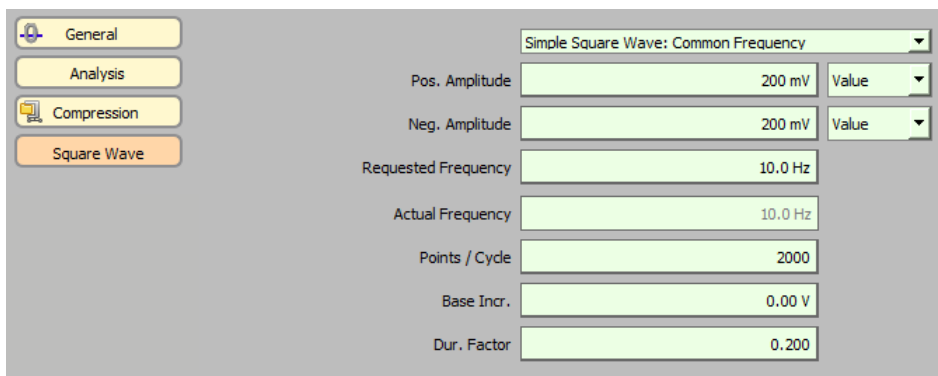 General
Analysis
Compression
Square Wave
Simple Square Wave: Common Frequency
Pos. Amplitude 200 mV Value
Neg. Amplitude 200 mV Value
Requested Frequency 10.0 Hz
Actual Frequency 10.0 Hz
Points / Cycle 2000
Base Incr. 0.00 V
Dur. Factor 0.200